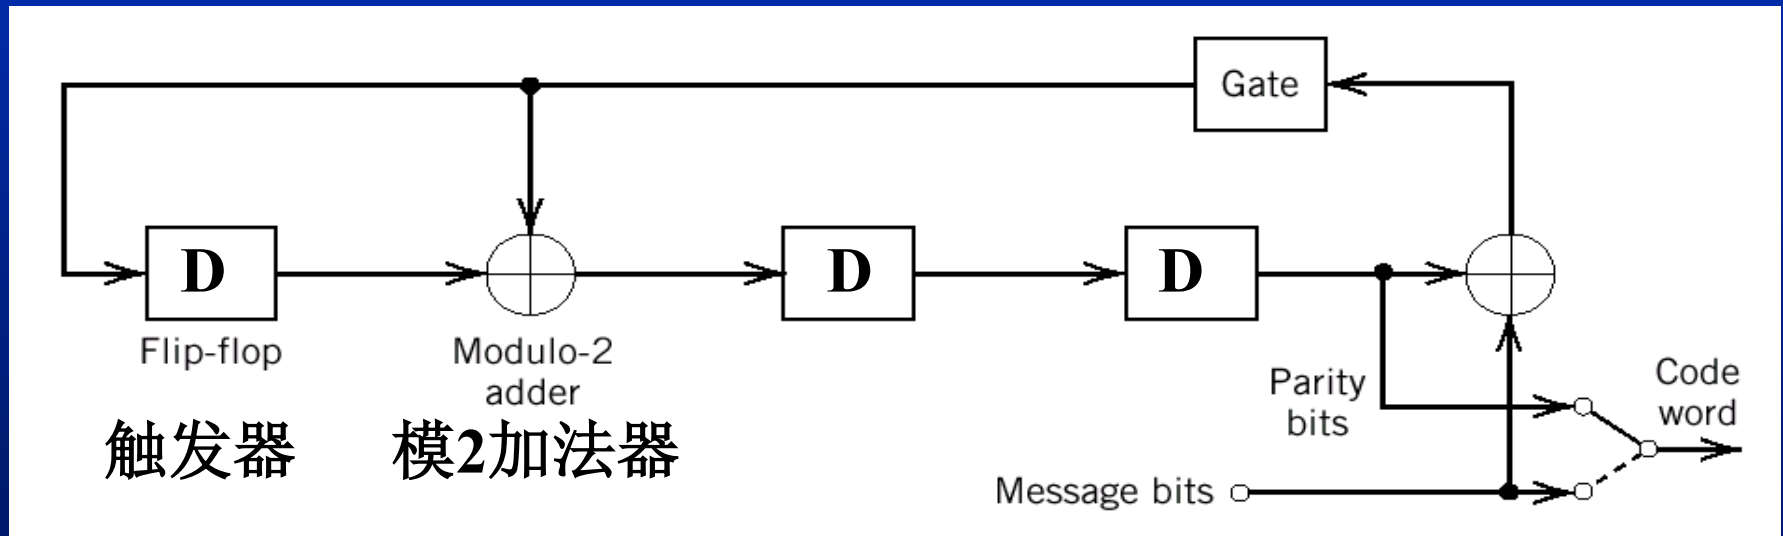 Gate
D
D
D
Flip-flop
Modulo-2
adder
触发器
模2加法器
Parity
bits
Code
word
Message bits